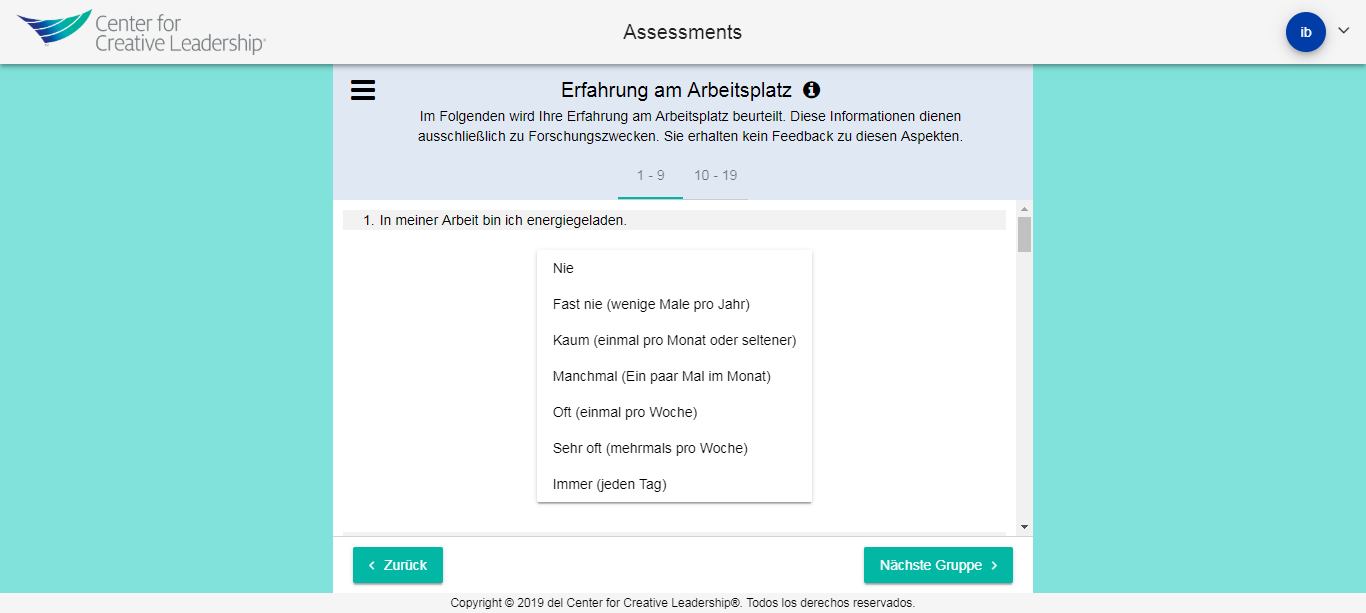 Center for
Creative Leadership®
Assessments
ib
Erfahrung am Arbeitsplatz
Im Folgenden wird Ihre Erfahrung am Arbeitsplatz beurteilt. Diese Informationen dienen
ausschließlich zu Forschungszwecken. Sie erhalten kein Feedback zu diesen Aspekten.
1 - 9 10 - 19
1. In meiner Arbeit bin ich energiegeladen.
Nie
Fast nie (wenige Male pro Jahr)
Kaum (einmal pro Monat oder seltener)
Manchmal (Ein paar Mal im Monat)
Oft (einmal pro Woche)
Sehr oft (mehrmals pro Woche)
Immer (jeden Tag)
Zurück
Nächste Gruppe
Copyright © 2019 del Center for Creative Leadership®. Todos los derechos reservados.